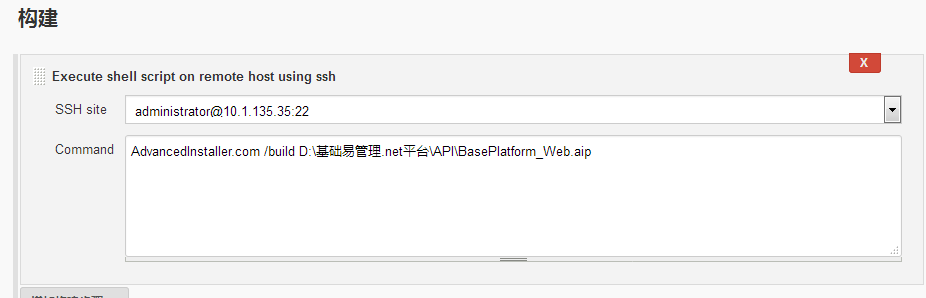 构建
X
Execute shell script on remote host using ssh
SSH site
administrator@10.1.135.35:22
Command
AdvancedInstaller.com /build D:\基础易管理.net平台\API\BasePlatform_Web.aip